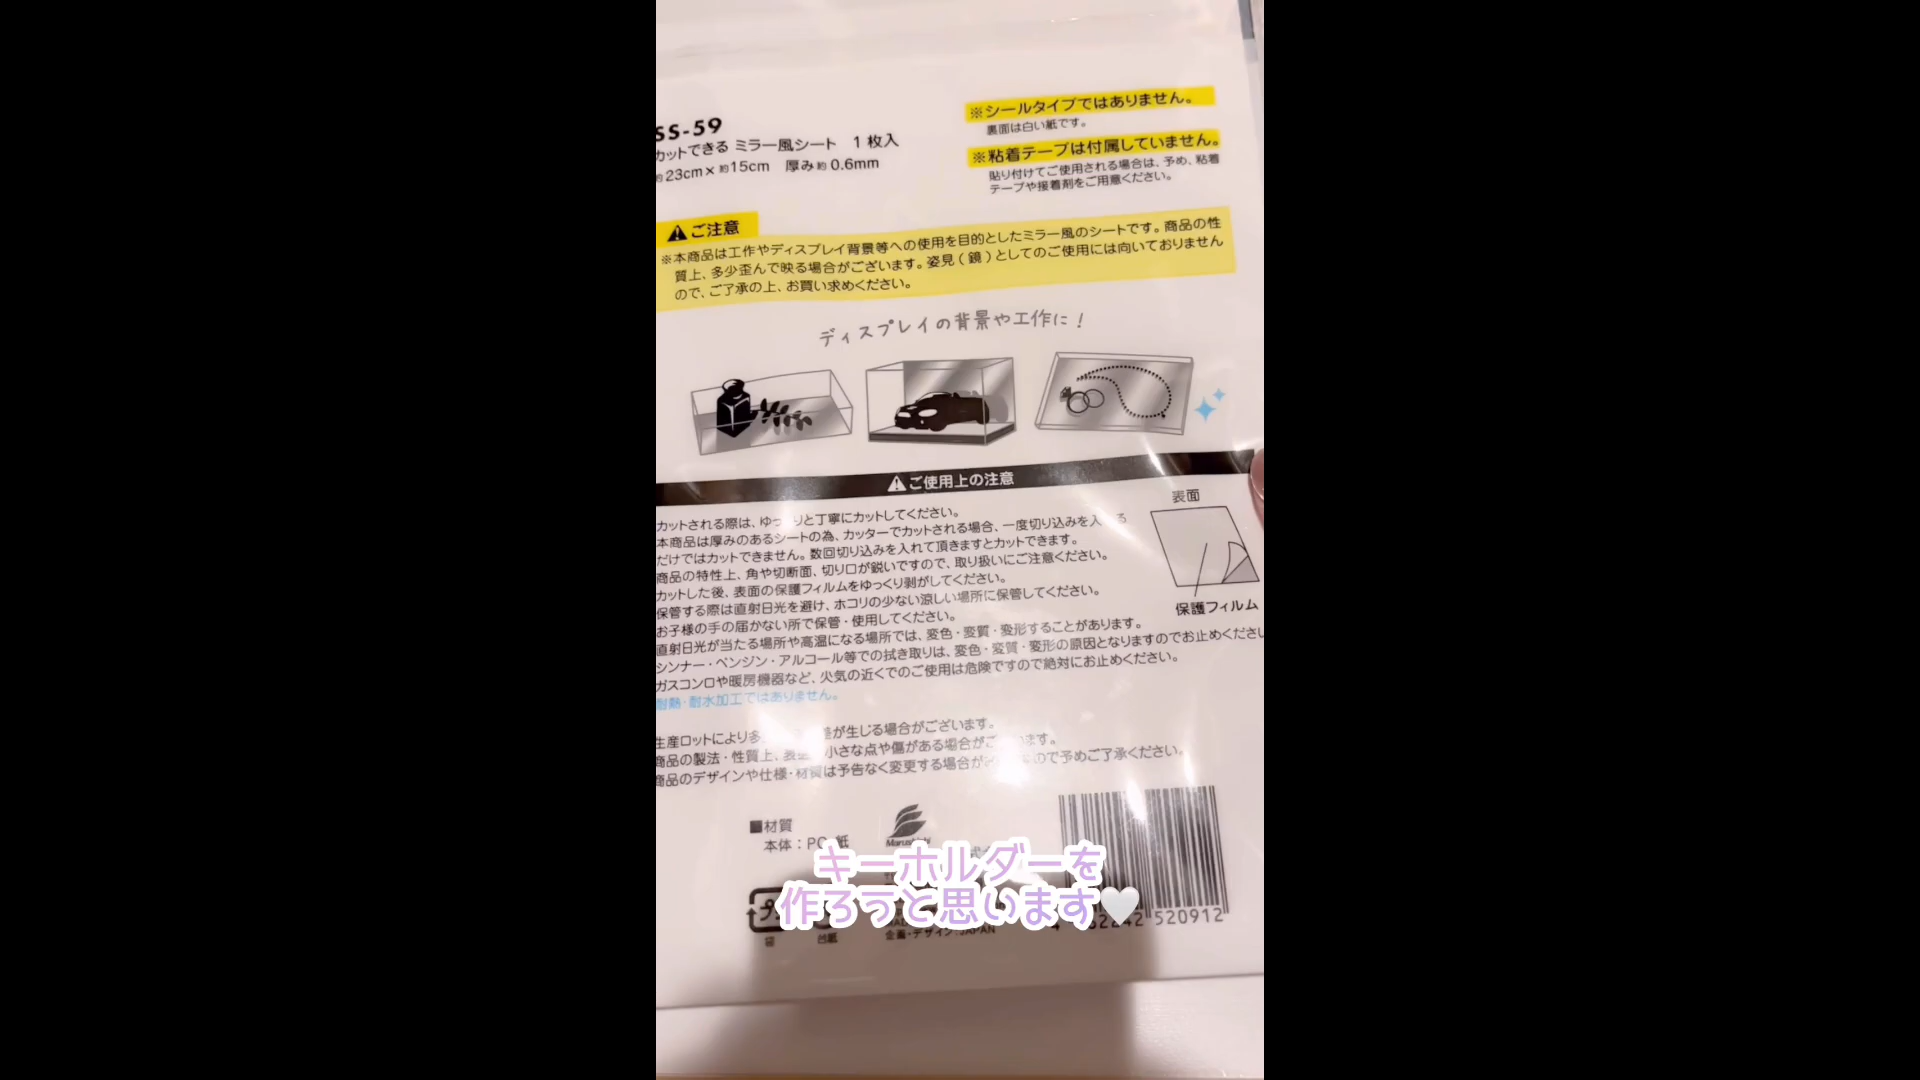 SS-59
カットできる ミラー風シート 1枚入
約23cm×約15cm 厚み約0.6mm
※シールタイプではありません。
裏面は白い紙です。
※粘着テープは付属していません。
貼り付けてご使用される場合は、予め、粘着
テープや接着剤をご用意ください。
ご注意
※本商品は工作やディスプレイ背景等への使用を目的としたミラー風のシートです。商品の性
質上、多少歪んで映る場合がございます。姿見(鏡)としてのご使用には向いておりません
ので、ご了承の上、お買い求めください。
ディスプレイの背景や工作に!
ご使用上の注意
カットされる際は、ゆっくりと丁寧にカットしてください。
本商品は厚みのあるシートの為、カッターでカットされる場合、一度切り込みを入る
だけではカットできません。数回切り込みを入れて頂きますとカットできます。
商品の特性上、角や切断面、切り口が鋭いですので、取り扱いにご注意ください。
カットした後、表面の保護フィルムをゆっくり剥がしてください。
保管する際は直射日光を避け、ホコリの少ない涼しい場所に保管してください。
お子様の手の届かない所で保管・使用してください。
直射日光が当たる場所や高温になる場所では、変色・変質・変形することがあります。
シンナー・ベンジン・アルコール等での拭き取りは、変色・変質・変形の原因となりますのでお止めくださ
ガスコンロや暖房機器など、火気の近くでのご使用は危険ですので絶対にお止めください。
耐熱・耐水加工ではありません。
表面
保護フィルム
生産ロットにより多 が生じる場合がございます。
商品の製法・性質上、表 小さな点や傷がある場合がございます。
商品のデザインや仕様・材質は予告なく変更する場合が ので予めご了承ください。
■材質
本体:PC 紙
キーホルダーを
作ろうと思います🤍
企画・デザイン:JAPAN
袋
台紙
520912